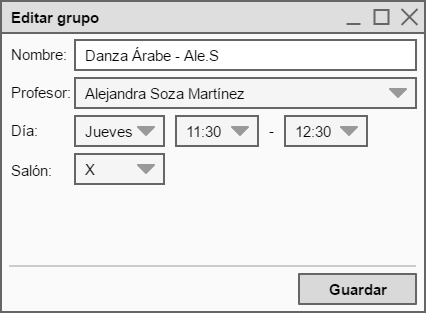 Editar grupo
Nombre: Danza Árabe - Ale.S
Profesor: Alejandra Soza Martínez
Día: Jueves 11:30 - 12:30
Salón: X
Guardar